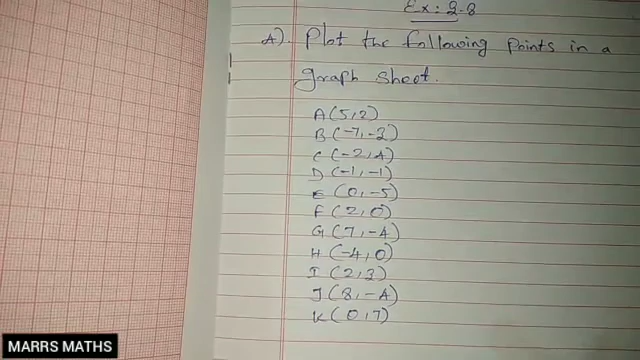 Ex: 2.8
A). Plot the following points in a
graph sheet.
A (5, 2)
B (-7, -3)
C (-2, 4)
D (-1, -1)
E (0, -5)
F (2, 0)
G (7, -4)
H (-4, 0)
I (2, 3)
J (8, -4)
K (0, 7)
MARRS MATHS